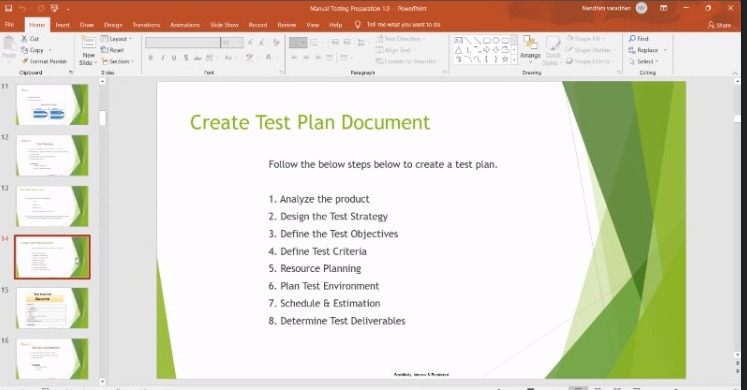 Manual Testing Preparation 1.0 - PowerPoint
Nandhini varadhan
File Home Insert Draw Design Transitions Animations Slide Show Record Review View Help Tell me what you want to do Share
Cut
Copy
Format Painter
Paste
Clipboard
New Slide
Layout
Reset
Section
Slides
Font
Text Direction
Align Text
Convert to SmartArt
Paragraph
Arrange
Quick Styles
Shape Fill
Shape Outline
Shape Effects
Drawing
Find
Replace
Select
Editing
11
12
13
14
15
16
Create Test Plan Document
Follow the below steps below to create a test plan.
1. Analyze the product
2. Design the Test Strategy
3. Define the Test Objectives
4. Define Test Criteria
5. Resource Planning
6. Plan Test Environment
7. Schedule & Estimation
8. Determine Test Deliverables
Sensitivity: Internal & Restricted